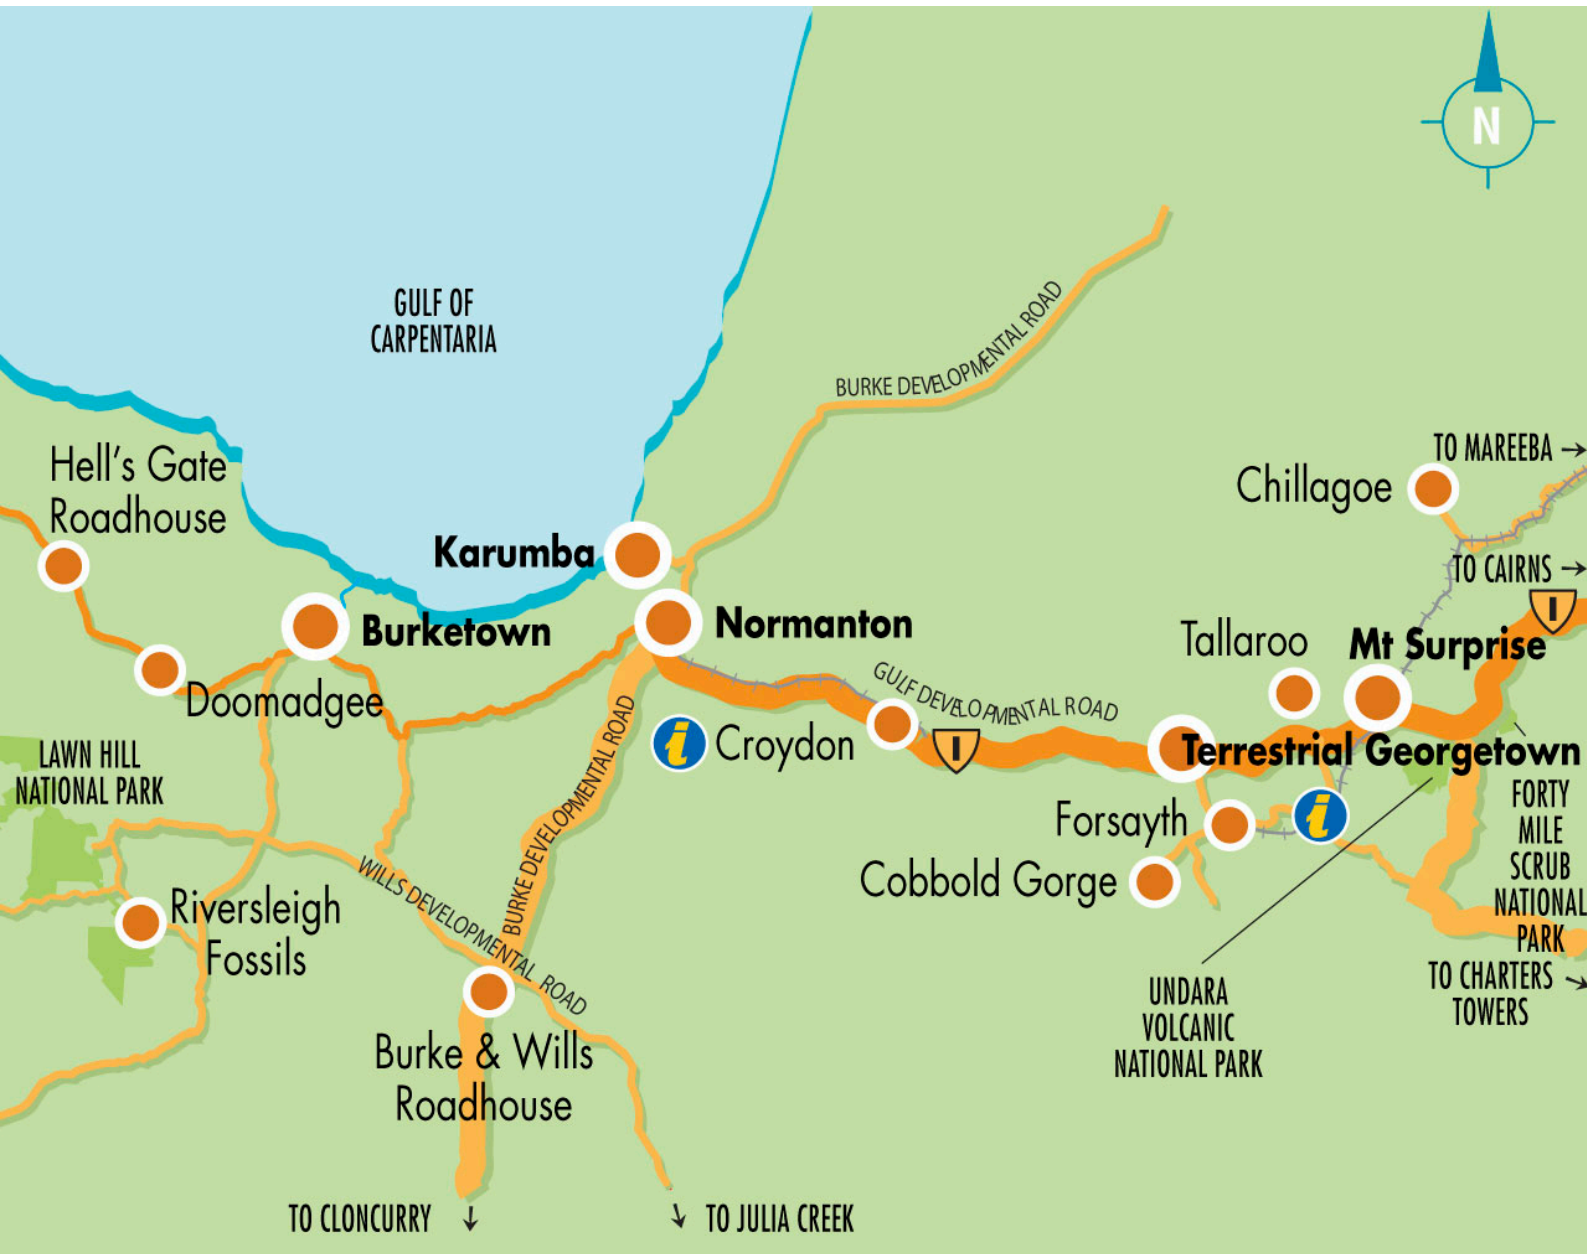 N
GULF OF
CARPENTARIA
BURKE DEVELOPMENTAL ROAD
TO MAREEBA
Hell's Gate
Roadhouse
Chillagoe
Karumba
TO CAIRNS
I
Burketown
Normanton
Tallaroo
Mt Surprise
Doomadgee
GULF DEVELOPMENTAL ROAD
I
i
Croydon
Terrestrial Georgetown
LAWN HILL
NATIONAL PARK
BURKE DEVELOPMENTAL ROAD
Forsayth
i
FORTY
MILE
SCRUB
NATIONAL
PARK
Cobbold Gorge
WILLS DEVELOPMENTAL ROAD
Riversleigh
Fossils
TO CHARTERS
TOWERS
UNDARA
VOLCANIC
NATIONAL PARK
Burke & Wills
Roadhouse
TO CLONCURRY
TO JULIA CREEK